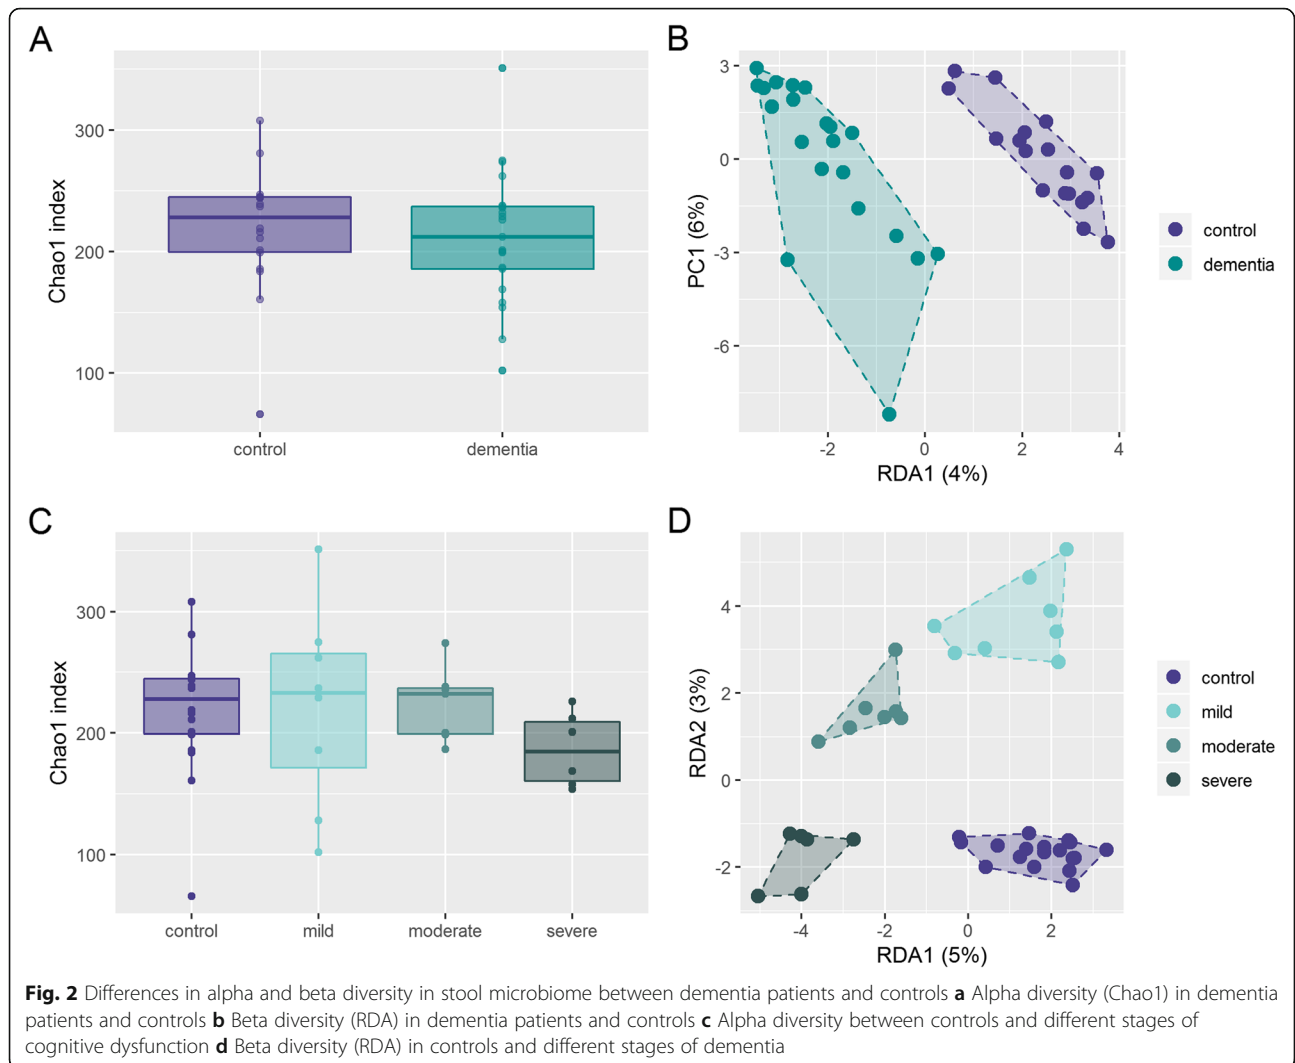 A
Chao1 index
300
200
100
control
dementia
B
PC1 (6%)
3
0
-3
-6
-2
0
2
4
RDA1 (4%)
control
dementia
C
Chao1 index
300
200
100
control
mild
moderate
severe
D
RDA2 (3%)
4
2
0
-2
-4
-2
0
2
RDA1 (5%)
control
mild
moderate
severe
Fig. 2 Differences in alpha and beta diversity in stool microbiome between dementia patients and controls a Alpha diversity (Chao1) in dementia
patients and controls b Beta diversity (RDA) in dementia patients and controls c Alpha diversity between controls and different stages of
cognitive dysfunction d Beta diversity (RDA) in controls and different stages of dementia